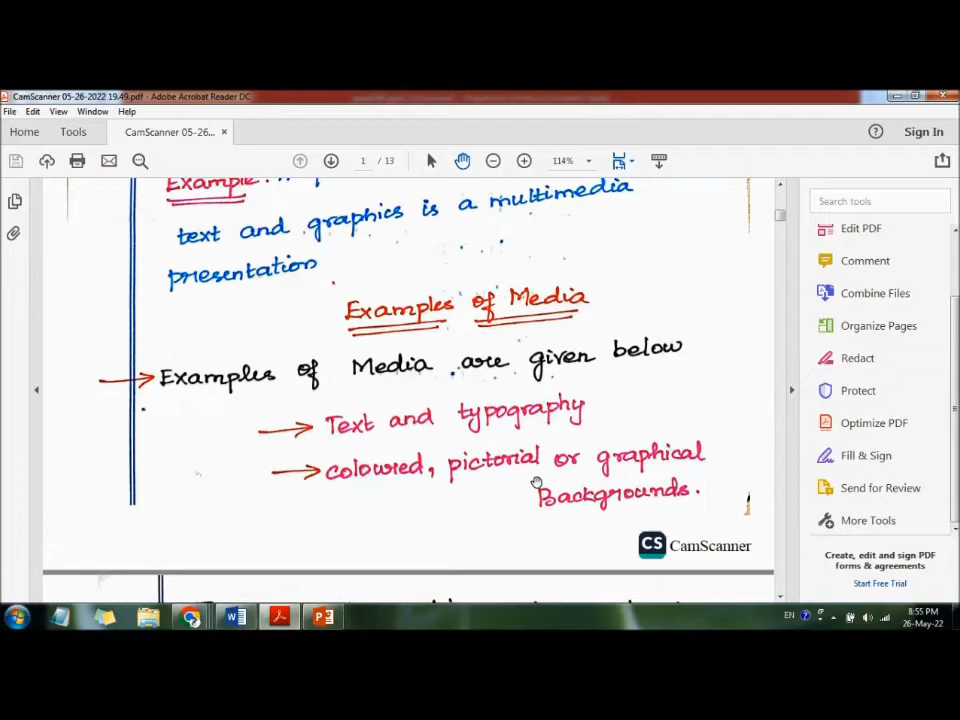 CamScanner 05-26-2022 19.49.pdf - Adobe Acrobat Reader DC
File Edit View Window Help
Home Tools CamScanner 05-26... × Sign In
1 / 13 114%
Example:
text and graphics is a multimedia
presentation
Examples of Media
Examples of Media are given below
Text and typography
coloured, pictorial or graphical
Backgrounds.
CS CamScanner
Search tools
Edit PDF
Comment
Combine Files
Organize Pages
Redact
Protect
Optimize PDF
Fill & Sign
Send for Review
More Tools
Create, edit and sign PDF
forms & agreements
Start Free Trial
EN 8:55 PM
26-May-22